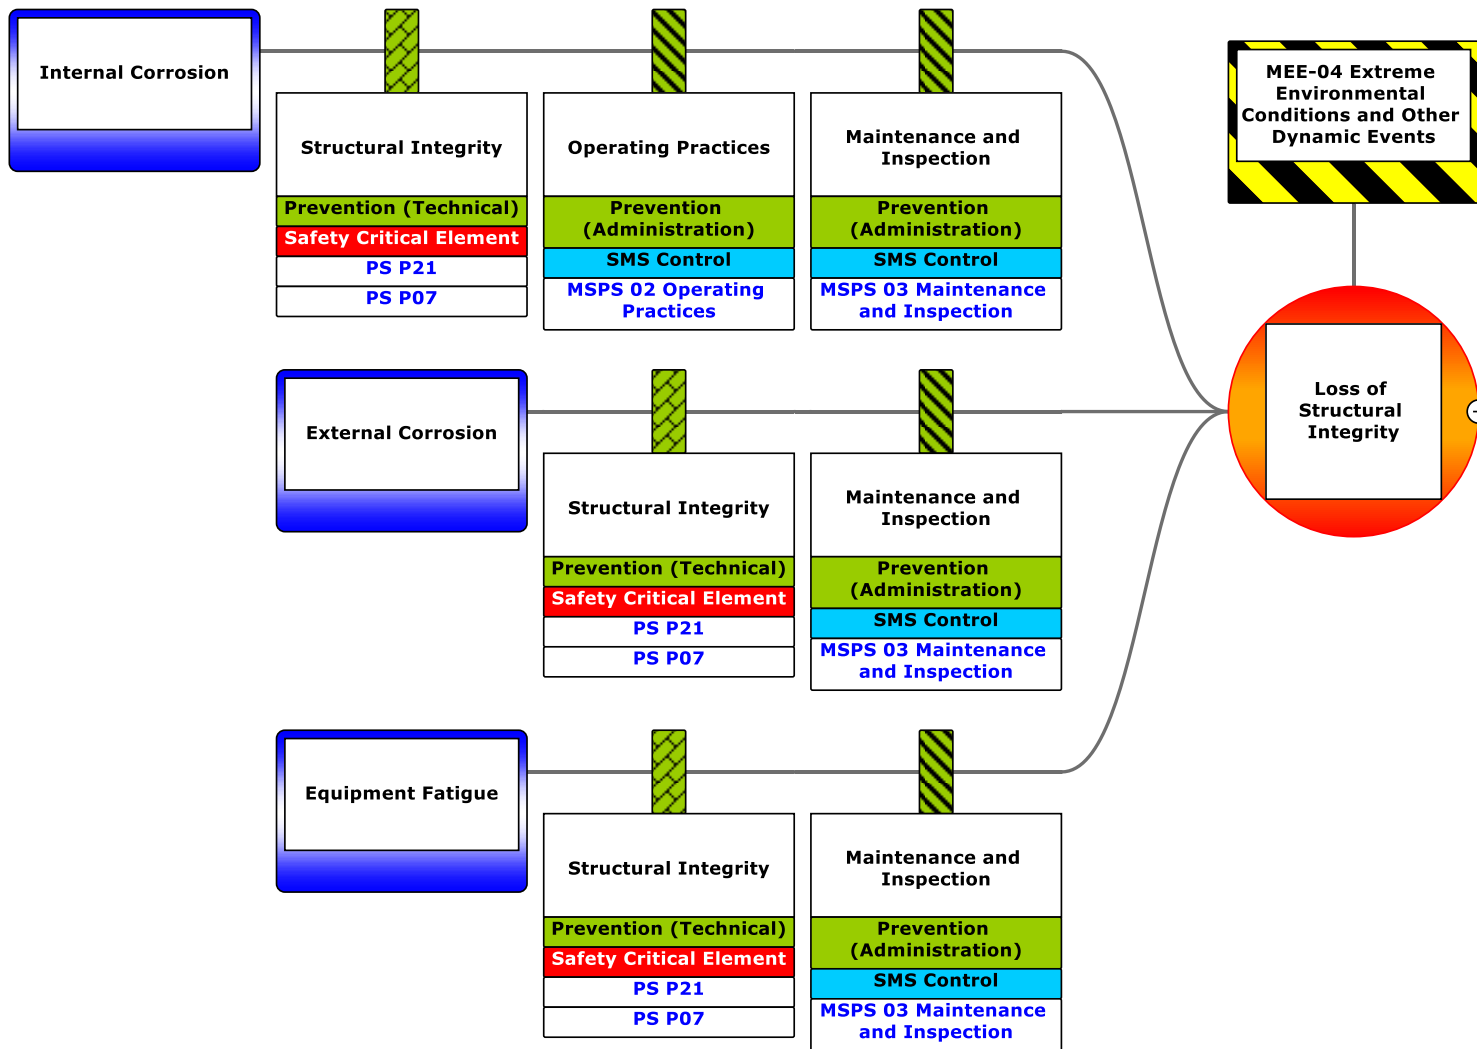 Internal Corrosion
Structural Integrity
Prevention (Technical)
Safety Critical Element
PS P21
PS P07
Operating Practices
Prevention
(Administration)
SMS Control
MSPS 02 Operating
Practices
Maintenance and
Inspection
Prevention
(Administration)
SMS Control
MSPS 03 Maintenance
and Inspection
MEE-04 Extreme
Environmental
Conditions and Other
Dynamic Events
External Corrosion
Structural Integrity
Prevention (Technical)
Safety Critical Element
PS P21
PS P07
Maintenance and
Inspection
Prevention
(Administration)
SMS Control
MSPS 03 Maintenance
and Inspection
Loss of
Structural
Integrity
Equipment Fatigue
Structural Integrity
Prevention (Technical)
Safety Critical Element
PS P21
PS P07
Maintenance and
Inspection
Prevention
(Administration)
SMS Control
MSPS 03 Maintenance
and Inspection